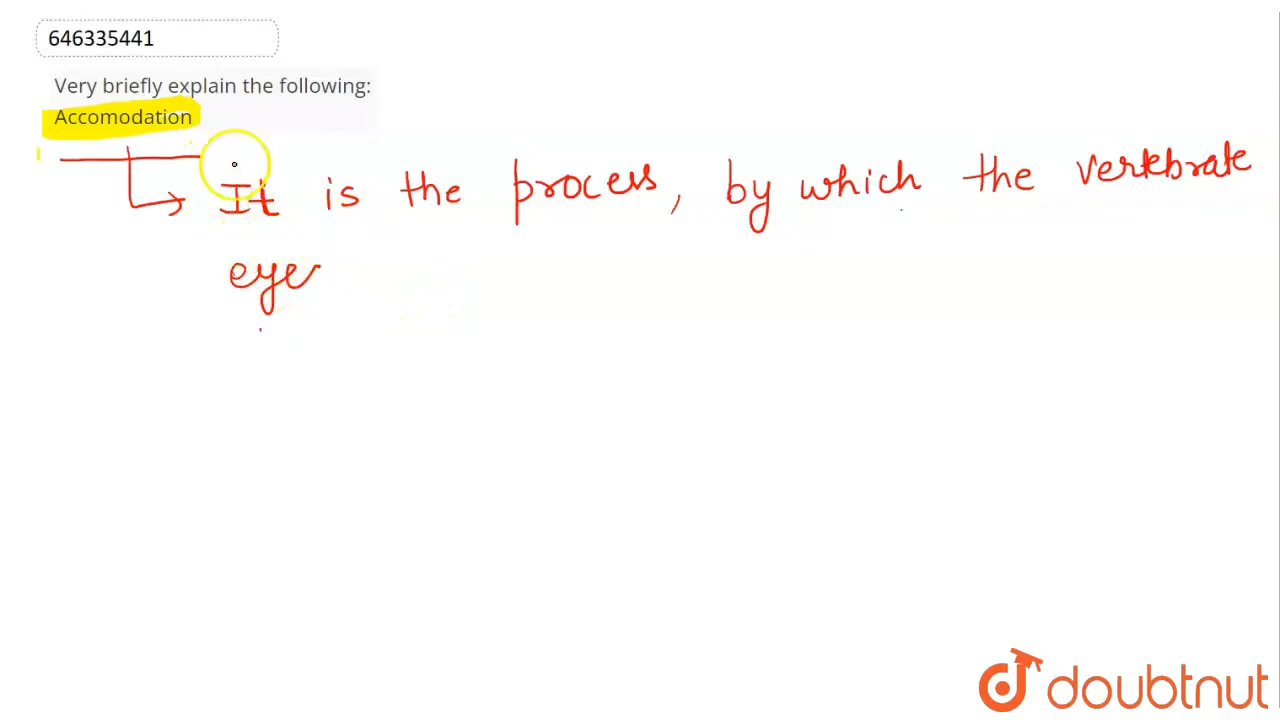 646335441
Very briefly explain the following:
Accomodation
It is the process, by which the vertebrate
eye
doubtnut